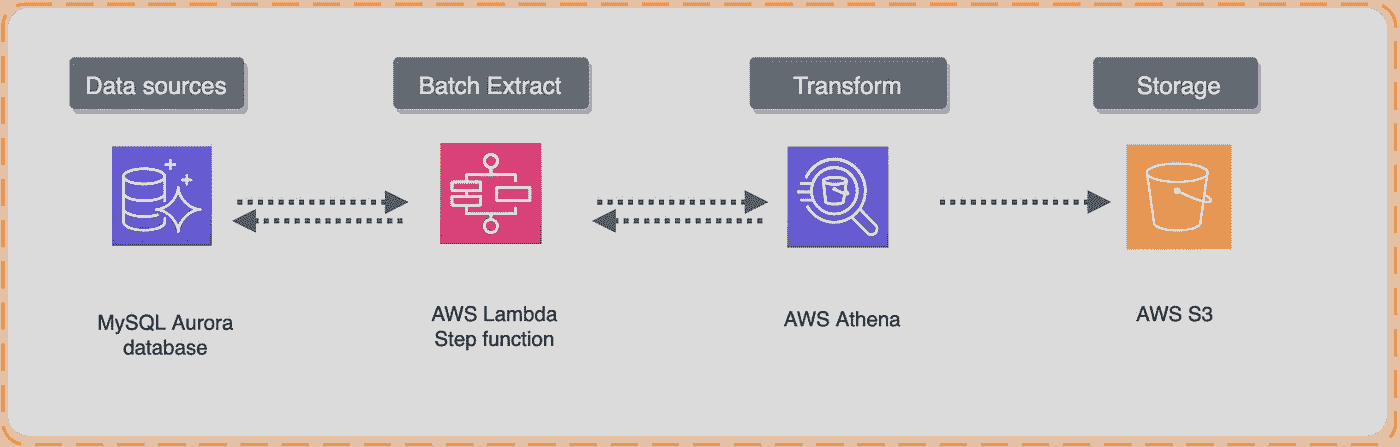 Data sources
Batch Extract
Transform
Storage
MySQL Aurora
database
AWS Lambda
Step function
AWS Athena
AWS S3